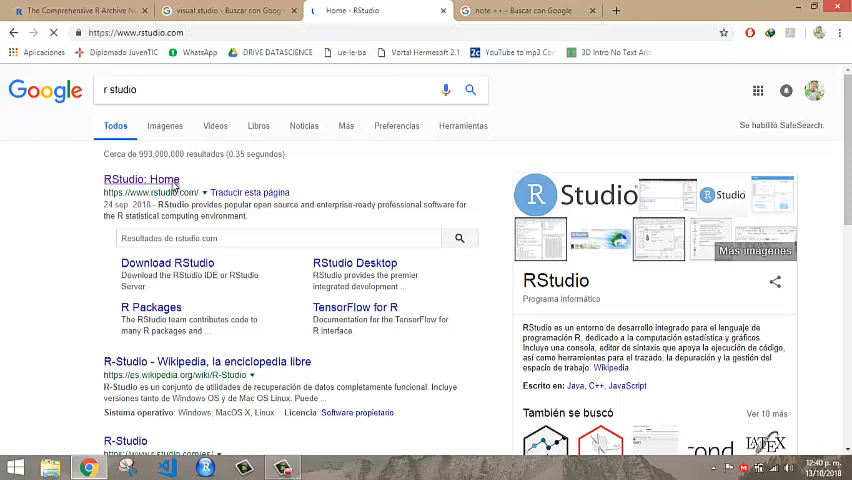 The Comprehensive R Archive Ne
visual studio - Buscar con Google
Home - RStudio
note ++ - Buscar con Google
https://www.rstudio.com
Aplicaciones
Diplomado JuvenTIC
WhatsApp
DRIVE DATASCIENCE
ue-le-ba
Vortal Hermesoft 2.1
YouTube to mp3 Co
3D Intro No Text Arc
Google
r studio
Todos
Imágenes
Videos
Libros
Noticias
Más
Preferencias
Herramientas
Se habilitó SafeSearch.
Cerca de 993,000,000 resultados (0.35 segundos)
RStudio: Home
https://www.rstudio.com/ Traducir esta página
24 sep. 2018 - RStudio provides popular open source and enterprise-ready professional software for
the R statistical computing environment.
Resultados de rstudio.com
Download RStudio
Download the RStudio IDE or RStudio
Server.
RStudio Desktop
RStudio provides the premier
integrated development ...
R Packages
The RStudio team contributes code to
many R packages and ...
TensorFlow for R
Documentation for the TensorFlow for
R interface.
R-Studio - Wikipedia, la enciclopedia libre
https://es.wikipedia.org/wiki/R-Studio
R-Studio es un conjunto de utilidades de recuperación de datos completamente funcional. Incluye
versiones tanto de Windows OS y de Mac OS Linux. Puede ...
Sistema operativo: Windows, MacOS X, Linux Licencia: Software propietario
R-Studio
R Studio
R Studio
Más imágenes
RStudio
Programa informático
RStudio es un entorno de desarrollo integrado para el lenguaje de
programación R, dedicado a la computación estadística y gráficos.
Incluye una consola, editor de sintaxis que apoya la ejecución de código,
así como herramientas para el trazado, la depuración y la gestión del
espacio de trabajo. Wikipedia
Escrito en: Java, C++, JavaScript
También se buscó
Ver 10 más
12:40 p. m.
13/10/2018